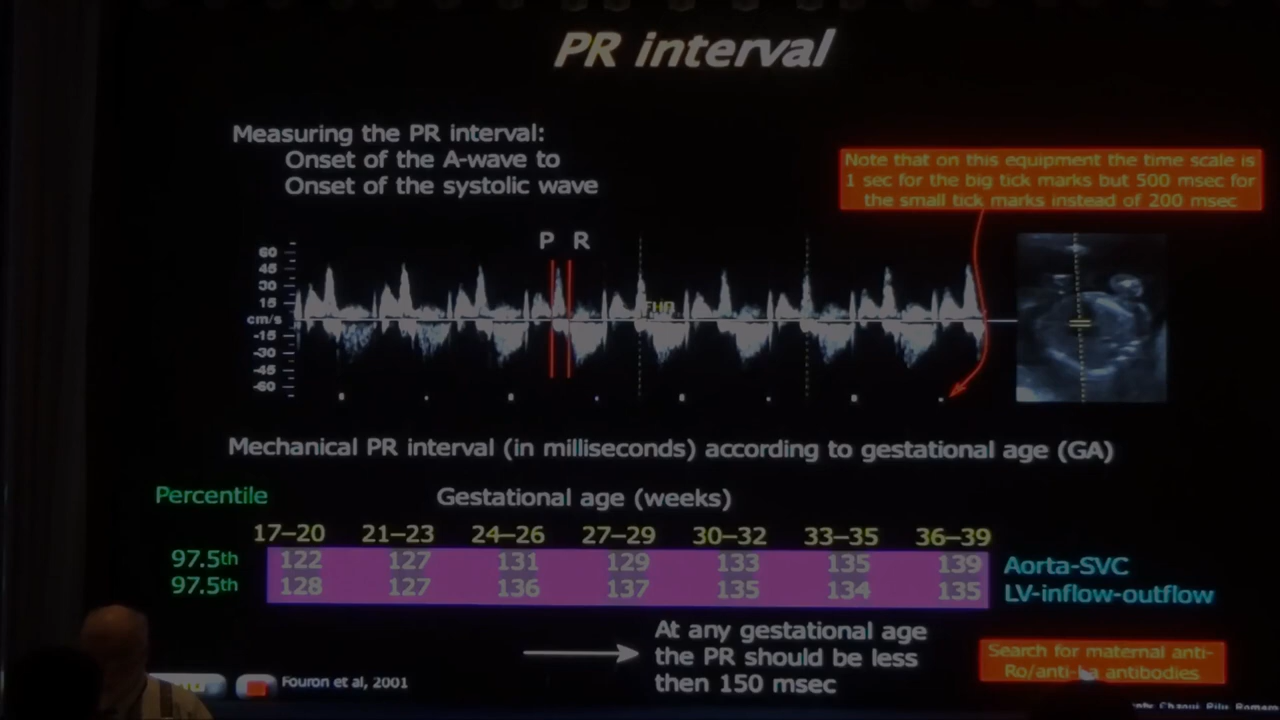 PR interval
Measuring the PR interval:
Onset of the A-wave to
Onset of the systolic wave
Note that on this equipment the time scale is
1 sec for the big tick marks but 500 msec for
the small tick marks instead of 200 msec
P R
60
45
30
15
cm/s
-15
-30
-45
-60
FHR
Mechanical PR interval (in milliseconds) according to gestational age (GA)
Percentile Gestational age (weeks)
17–20 21–23 24–26 27–29 30–32 33–35 36–39
97.5th 122 127 131 129 133 135 139 Aorta-SVC
97.5th 128 127 136 137 135 134 135 LV-inflow-outflow
At any gestational age
the PR should be less
then 150 msec
Search for maternal anti-
Ro/anti-La antibodies
Fouron et al, 2001